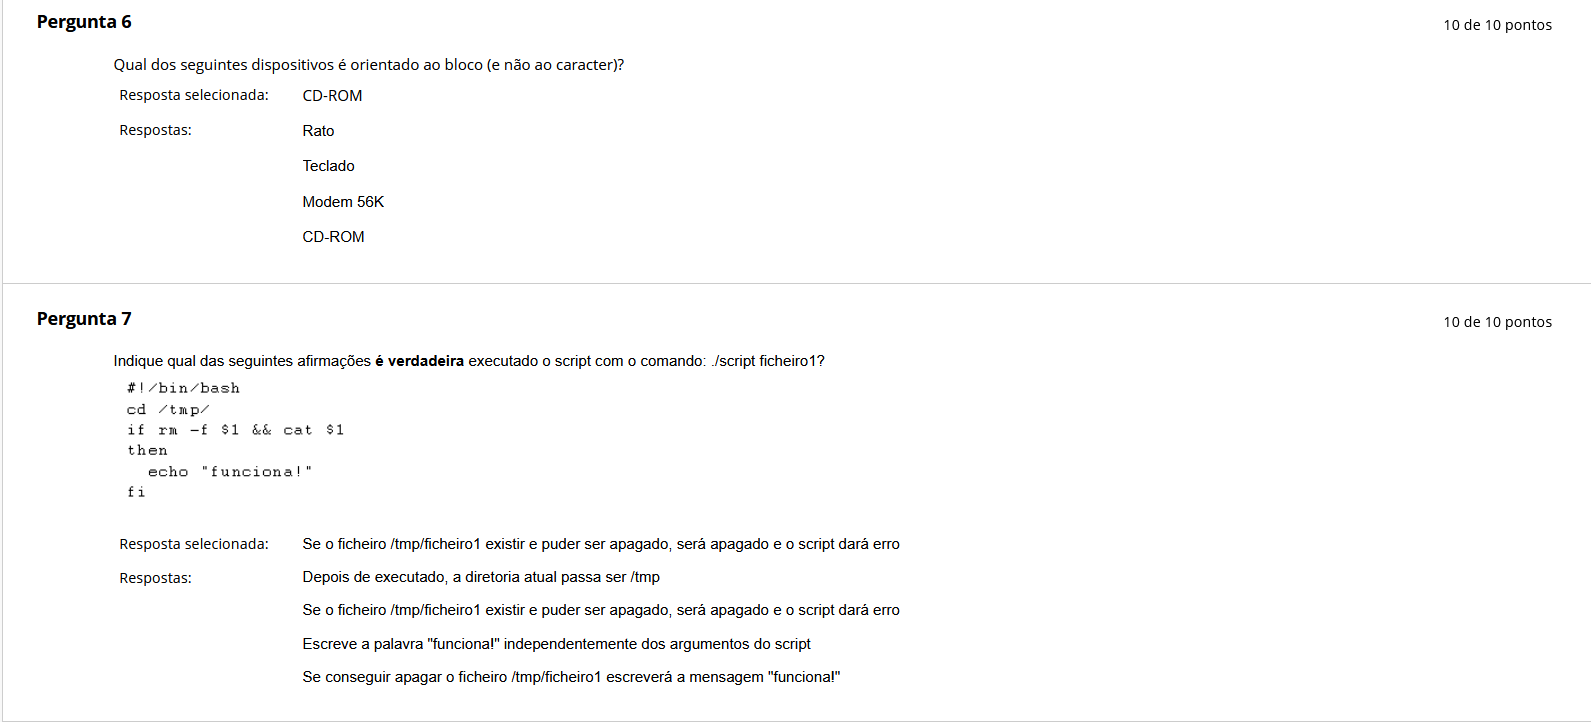 Pergunta 6
10 de 10 pontos
Qual dos seguintes dispositivos é orientado ao bloco (e não ao caracter)?
Resposta selecionada: CD-ROM
Respostas: Rato
Teclado
Modem 56K
CD-ROM
Pergunta 7
10 de 10 pontos
Indique qual das seguintes afirmações é verdadeira executado o script com o comando: ./script ficheiro1?
#!/bin/bash
cd /tmp/
if rm -f $1 && cat $1
then
  echo "funciona!"
fi
Resposta selecionada: Se o ficheiro /tmp/ficheiro1 existir e puder ser apagado, será apagado e o script dará erro
Respostas: Depois de executado, a diretoria atual passa ser /tmp
Se o ficheiro /tmp/ficheiro1 existir e puder ser apagado, será apagado e o script dará erro
Escreve a palavra "funciona!" independentemente dos argumentos do script
Se conseguir apagar o ficheiro /tmp/ficheiro1 escreverá a mensagem "funciona!"